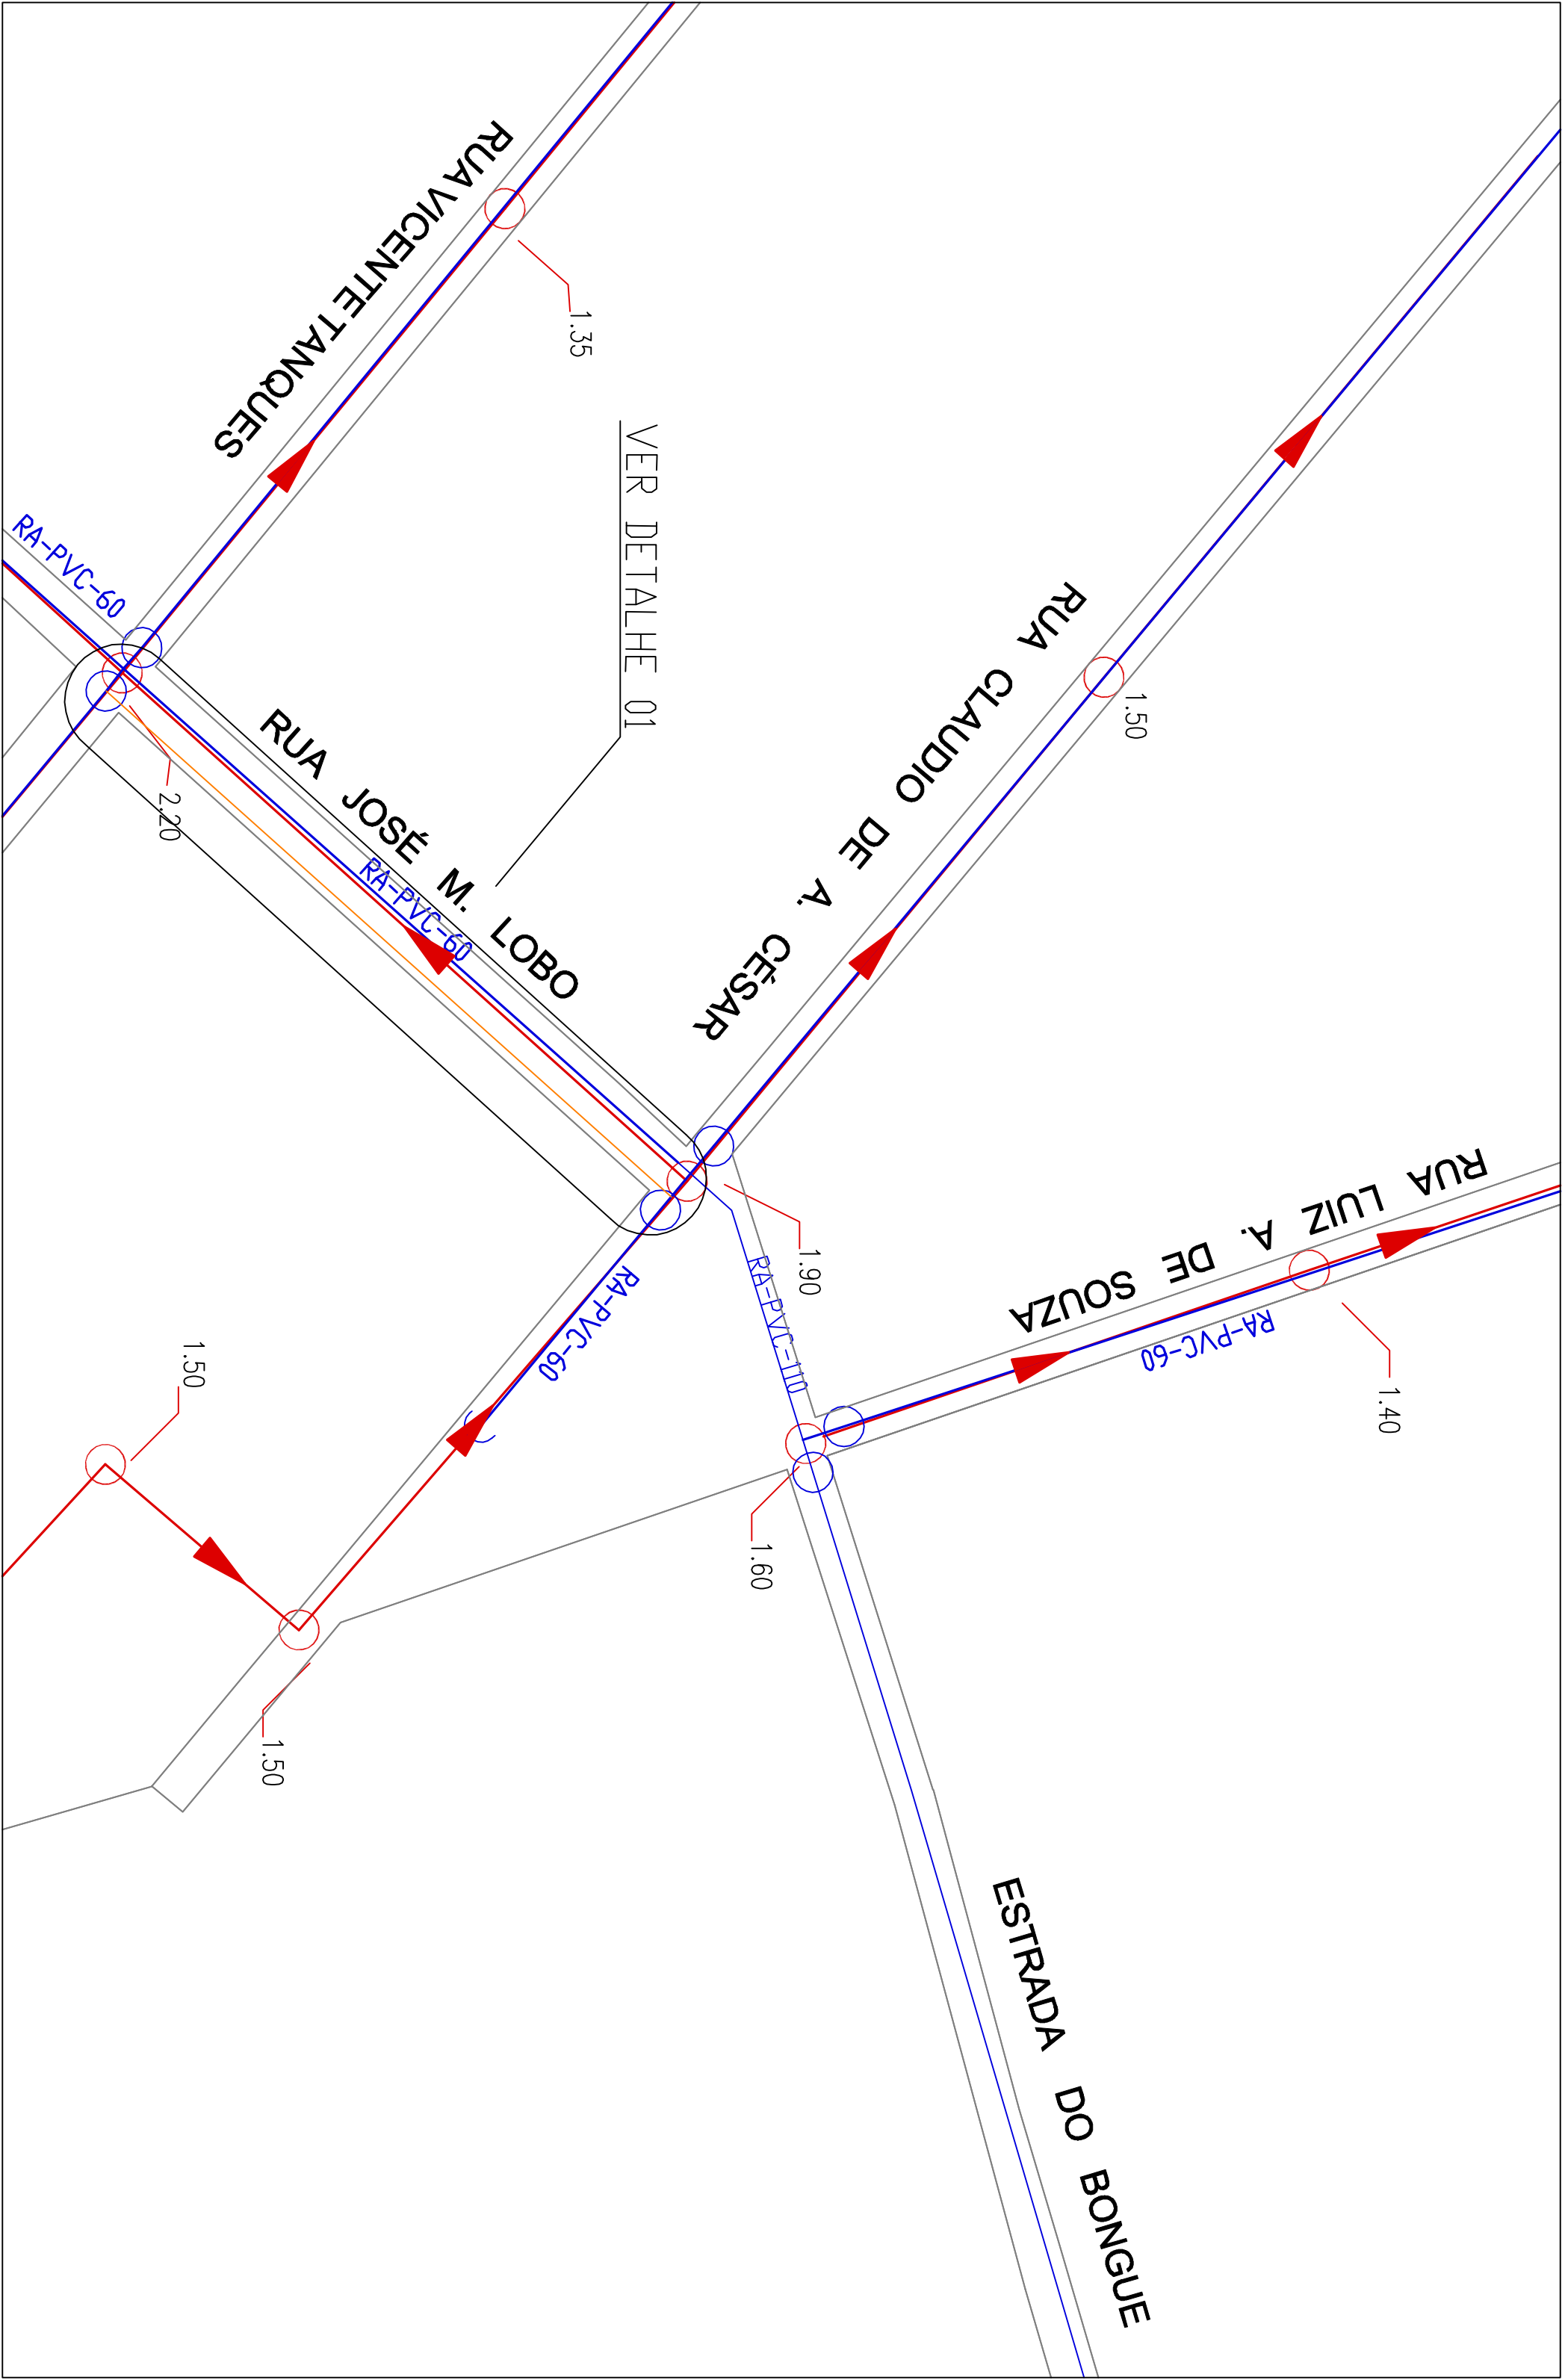 RUA VICENTE TANQUES
1.35
VER DETALHE 01
RA-PVC-60
2.20
RUA JOSÉ M. LOBO
RA-PVC-60
RUA CLAUDIO DE A. CÉSAR
1.50
1.90
RA-PVC-60
RA-PVC-110
RUA LUIZ A. DE SOUZA
RA-PVC-60
1.40
1.60
1.50
1.50
ESTRADA DO BONGUE